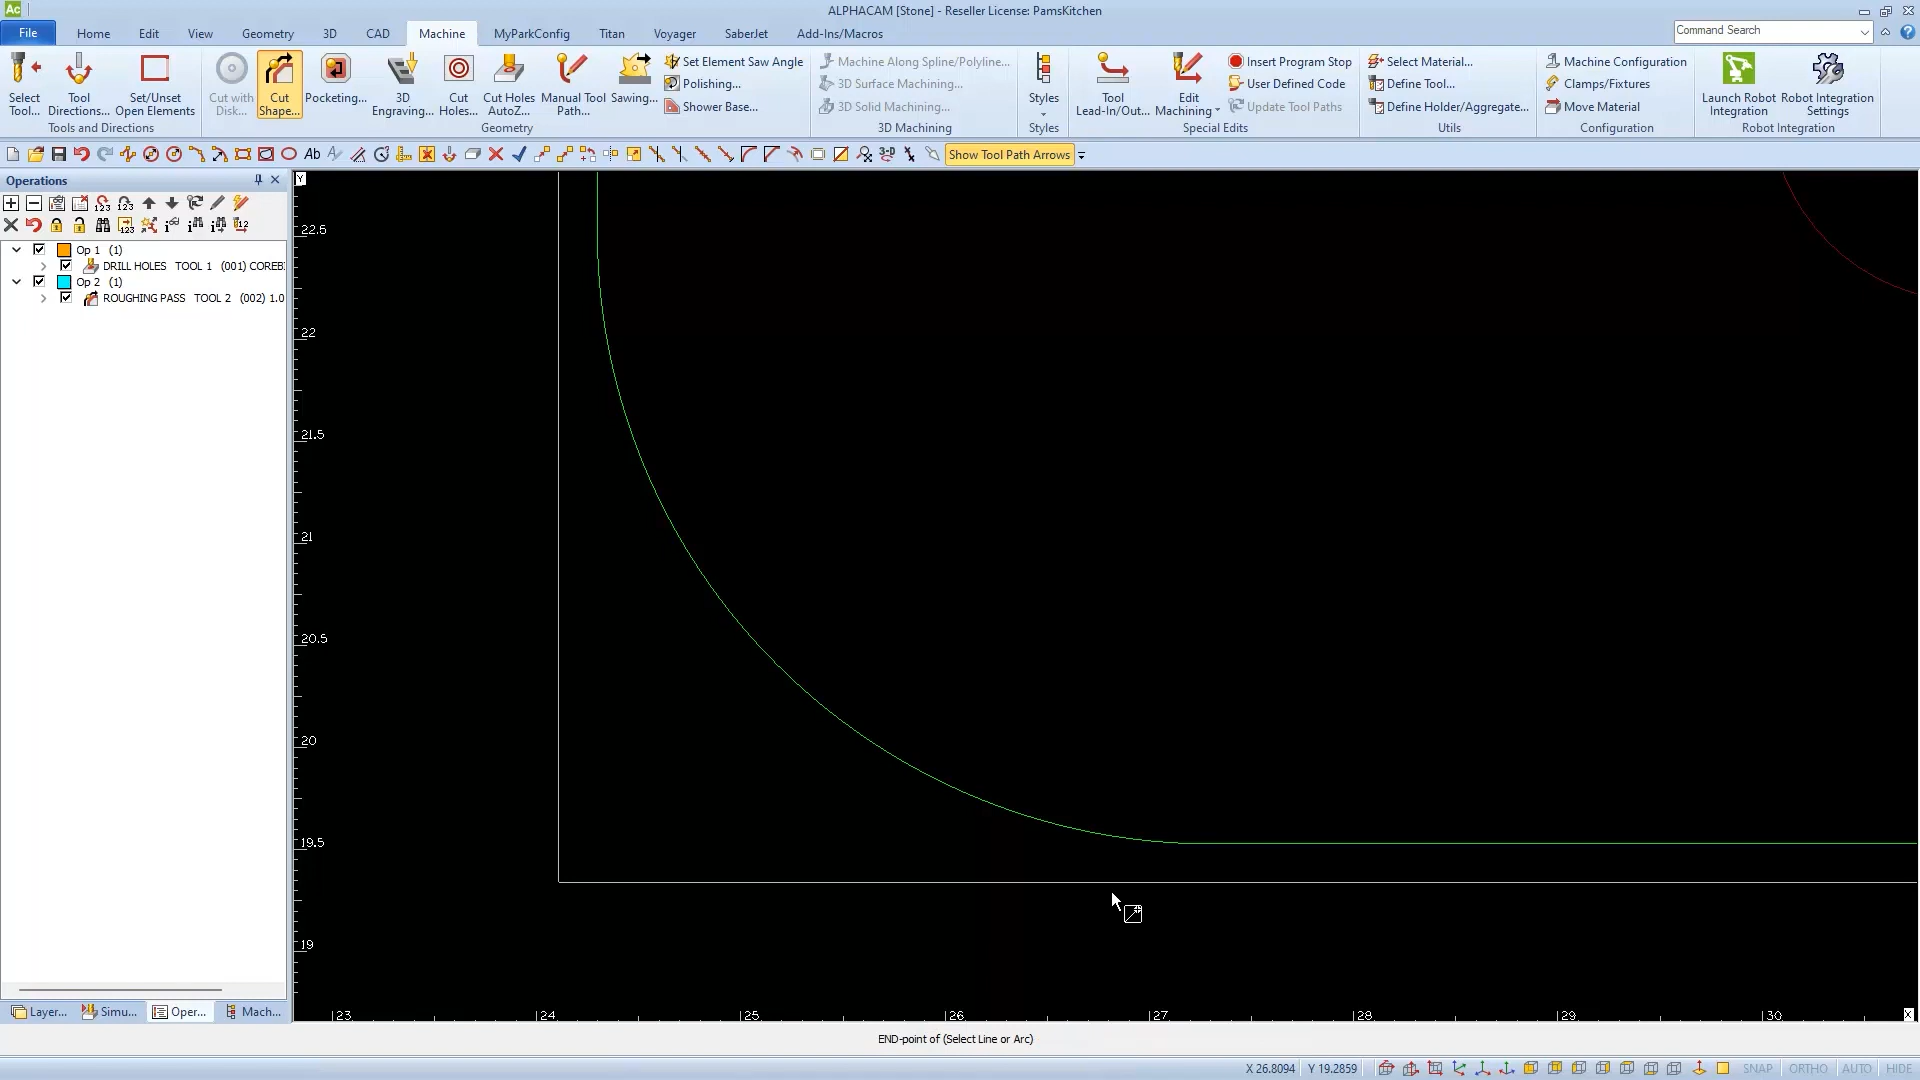 Ac
ALPHACAM [Stone] - Reseller License: PamsKitchen
File Home Edit View Geometry 3D CAD Machine MyParkConfig Titan Voyager SaberJet Add-Ins/Macros
Command Search
Select Tool...
Tool Directions...
Set/Unset Open Elements
Tools and Directions
Cut with Disk...
Cut Shape...
Pocketing...
3D Engraving...
Cut Holes...
Cut Holes AutoZ...
Manual Tool Path...
Sawing...
Set Element Saw Angle
Polishing...
Shower Base...
Geometry
Machine Along Spline/Polyline...
3D Surface Machining...
3D Solid Machining...
3D Machining
Styles
Styles
Tool Lead-In/Out...
Edit Machining
Insert Program Stop
User Defined Code
Update Tool Paths
Special Edits
Select Material...
Define Tool...
Define Holder/Aggregate...
Utils
Machine Configuration
Clamps/Fixtures
Move Material
Configuration
Launch Robot Integration
Robot Integration Settings
Robot Integration
Show Tool Path Arrows
Operations
Op 1 (1)
DRILL HOLES TOOL 1 (001) COREB
Op 2 (1)
ROUGHING PASS TOOL 2 (002) 1.0
Y
22.5
22
21.5
21
20.5
20
19.5
19
23 24 25 26 27 28 29 30
X
Layer... Simu... Oper... Mach...
END-point of (Select Line or Arc)
X 26.8094 Y 19.2859
SNAP ORTHO AUTO HIDE